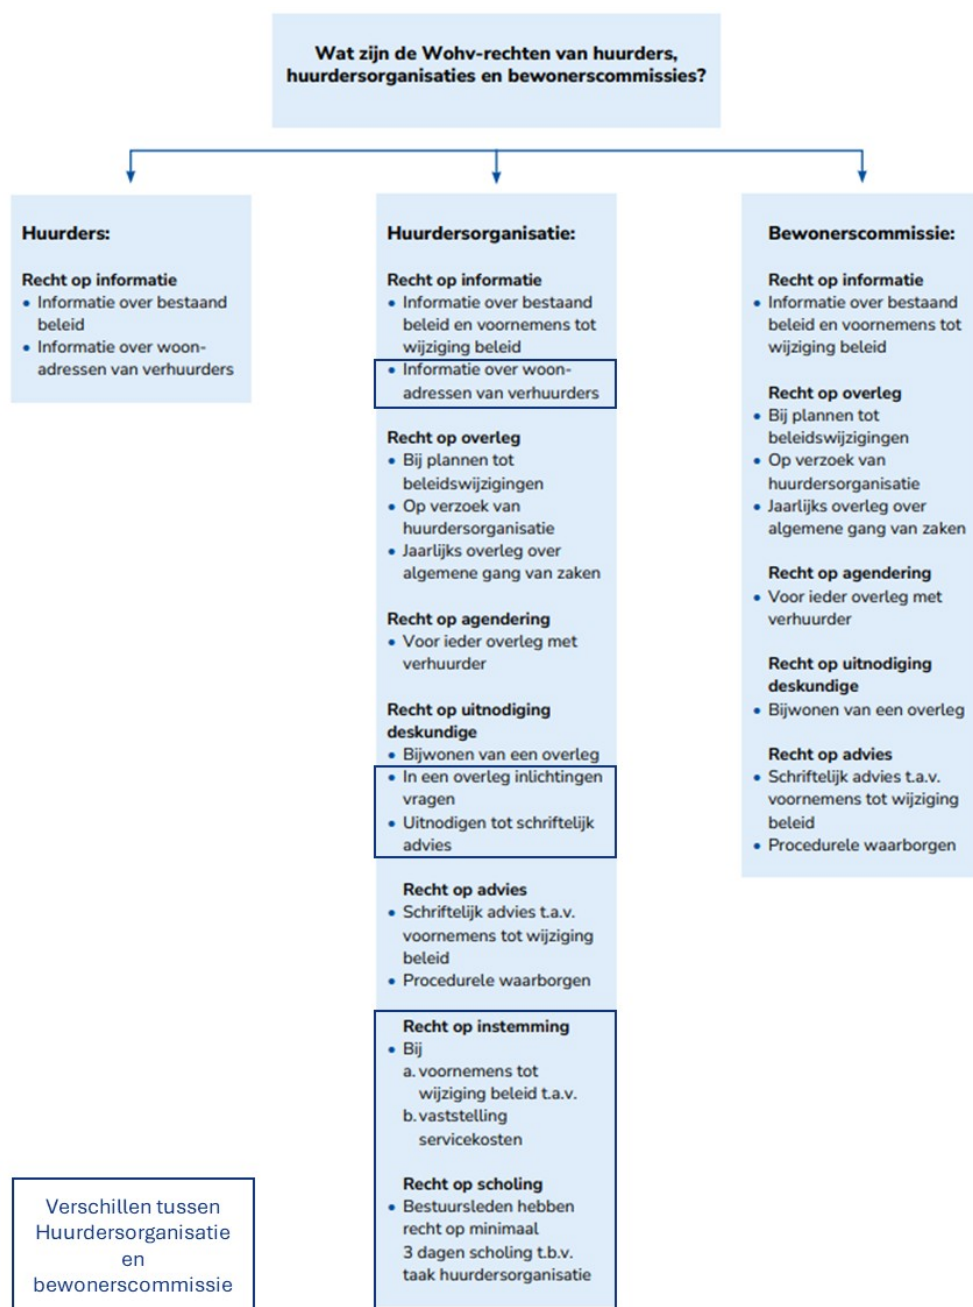 Wat zijn de Wohv-rechten van huurders,
huurdersorganisaties en bewonerscommissies?
Huurders:
Recht op informatie
• Informatie over bestaand
beleid
• Informatie over woon-
adressen van verhuurders
Huurdersorganisatie:
Recht op informatie
• Informatie over bestaand
beleid en voornemens tot
wijziging beleid
• Informatie over woon-
adressen van verhuurders
Recht op overleg
• Bij plannen tot
beleidswijzigingen
• Op verzoek van
huurdersorganisatie
• Jaarlijks overleg over
algemene gang van zaken
Recht op agendering
• Voor ieder overleg met
verhuurder
Recht op uitnodiging
deskundige
• Bijwonen van een overleg
• In een overleg inlichtingen
vragen
• Uitnodigen tot schriftelijk
advies
Recht op advies
• Schriftelijk advies t.a.v.
voornemens tot wijziging
beleid
• Procedurele waarborgen
Recht op instemming
• Bij
a. voornemens tot
wijziging beleid t.a.v.
b. vaststelling
servicekosten
Recht op scholing
• Bestuursleden hebben
recht op minimaal
3 dagen scholing t.b.v.
taak huurdersorganisatie
Bewonerscommissie:
Recht op informatie
• Informatie over bestaand
beleid en voornemens tot
wijziging beleid
Recht op overleg
• Bij plannen tot
beleidswijzigingen
• Op verzoek van
huurdersorganisatie
• Jaarlijks overleg over
algemene gang van zaken
Recht op agendering
• Voor ieder overleg met
verhuurder
Recht op uitnodiging
deskundige
• Bijwonen van een overleg
Recht op advies
• Schriftelijk advies t.a.v.
voornemens tot wijziging
beleid
• Procedurele waarborgen
Verschillen tussen
Huurdersorganisatie
en
bewonerscommissie